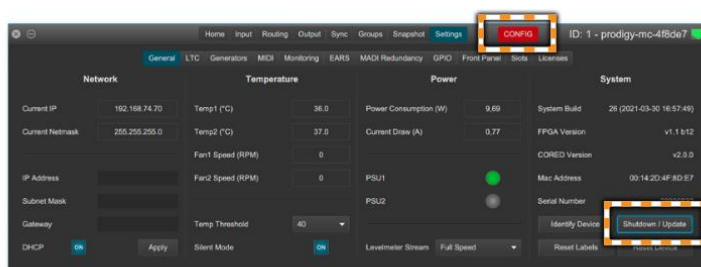 Home Input Routing Output Sync Groups Snapshot Settings CONFIG ID: 1 - prodigy-mc-4f8de7
General LTC Generators MIDI Monitoring EARS MADI Redundancy GPIO Front Panel Slots Licenses
Network Temperature Power System
Current IP 192.168.74.70 Temp1 (°C) 36.0 Power Consumption (W) 9,69 System Build 26 (2021-03-30 16:57:49)
Current Netmask 255.255.255.0 Temp2 (°C) 37.0 Current Draw (A) 0,77 FPGA Version v1.1 b12
Fan1 Speed (RPM) 0 CORED Version v2.0.0
IP Address Fan2 Speed (RPM) 0 PSU1 Mac Address 00:14:2D:4F:8D:E7
Subnet Mask PSU2 Serial Number
Gateway Temp Threshold 40 Identify Device Shutdown / Update
DHCP ON Apply Silent Mode ON Levelmeter Stream Full Speed Reset Labels Reset Device